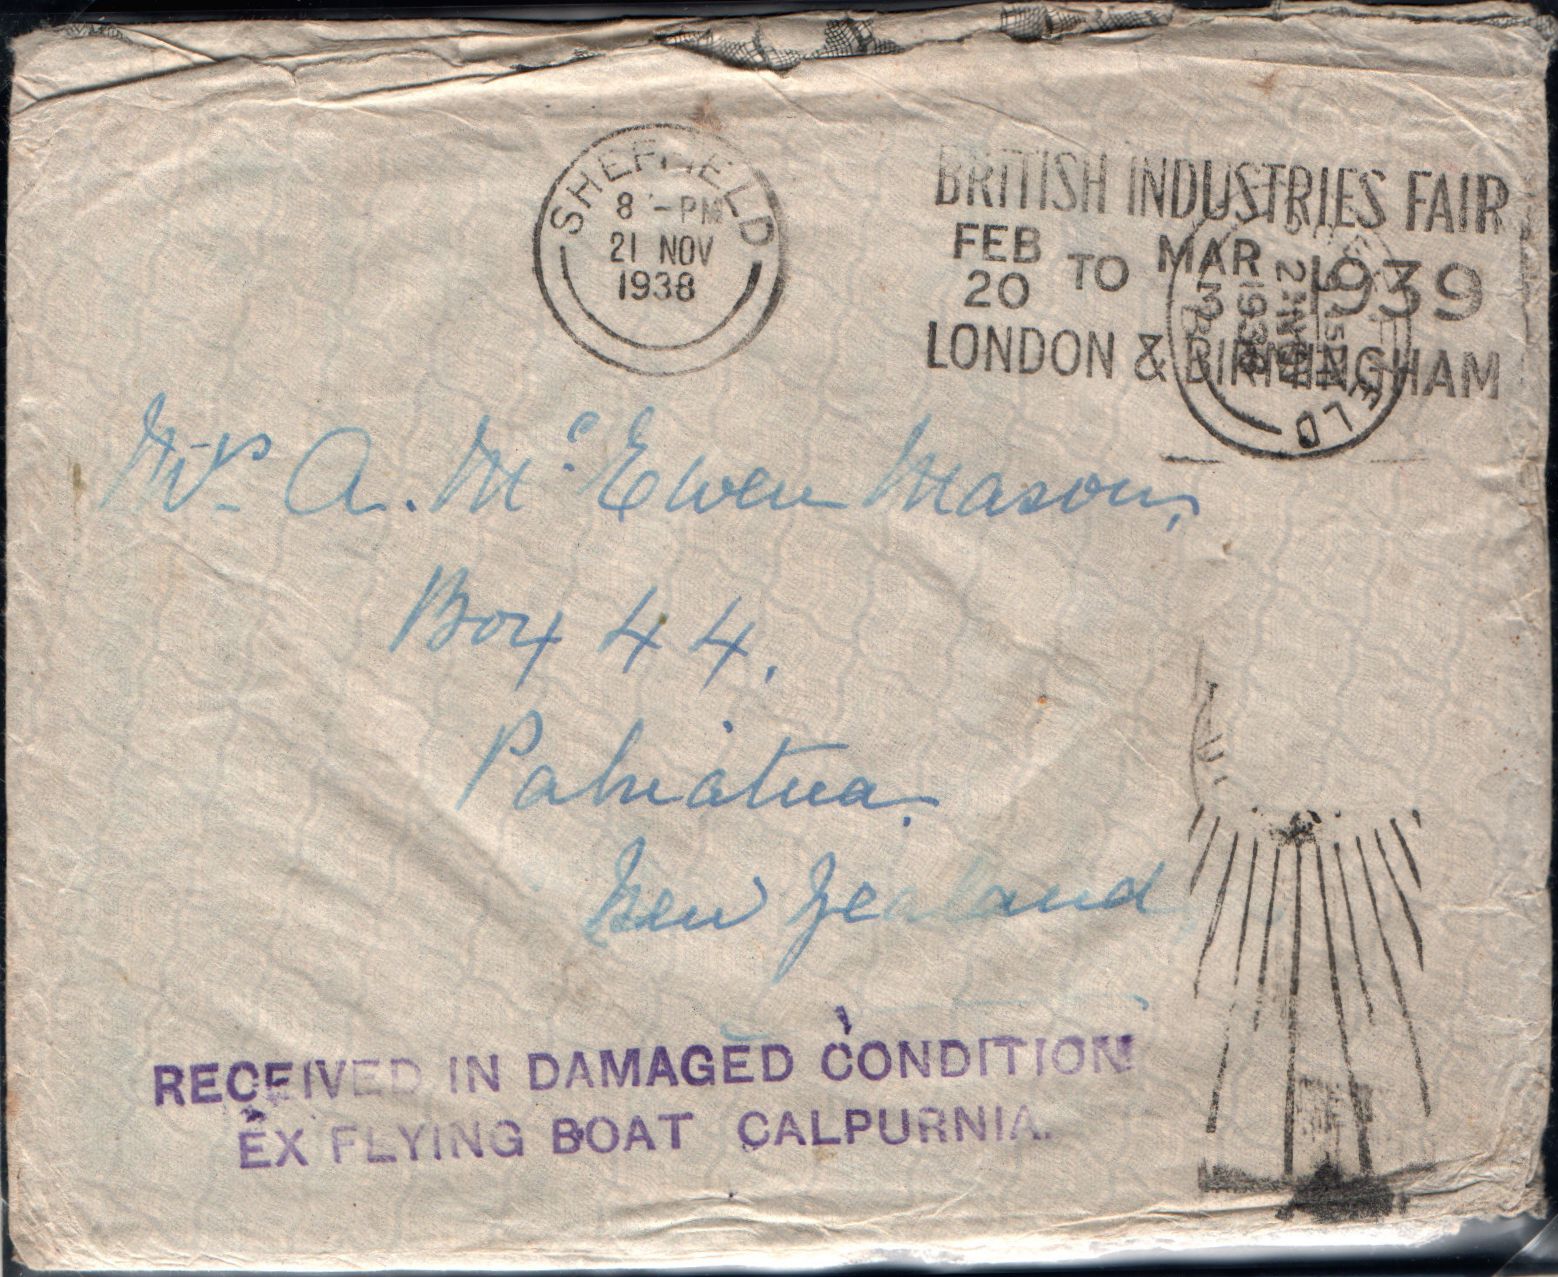 SHEFFIELD
8 - PM
21 NOV
1938
BRITISH INDUSTRIES FAIR
FEB 20 TO MAR 3 1939
LONDON & BIRMINGHAM
1938
Mrs A. McEwen Mason,
Box 44.
Pahiatua.
New Zealand
RECEIVED IN DAMAGED CONDITION
EX FLYING BOAT CALPURNIA.